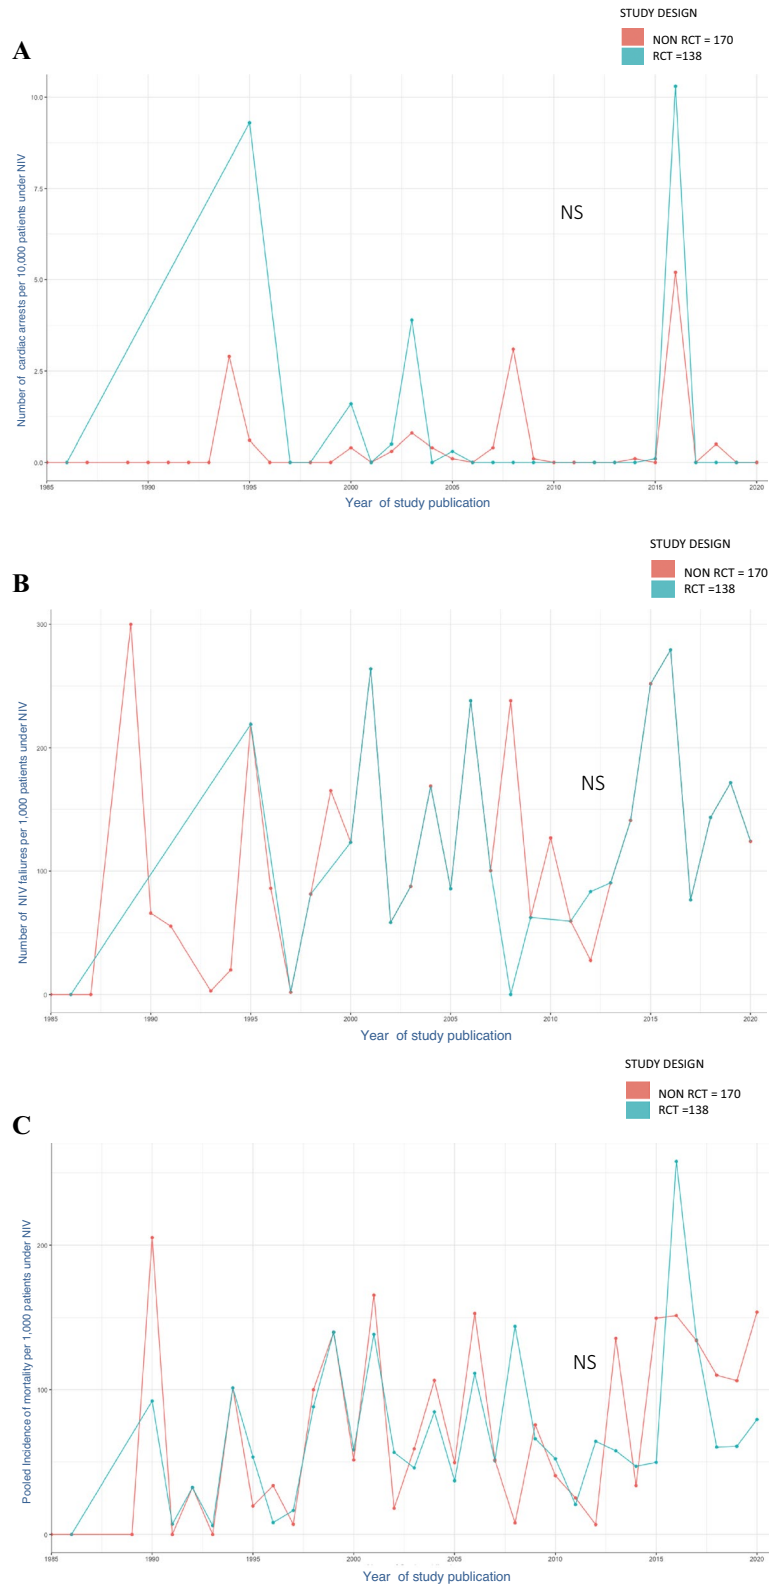 STUDY DESIGN
NON RCT = 170
RCT =138
A
10.0
7.5
5.0
2.5
0.0
Number of cardiac arrests per 10,000 patients under NIV
NS
1985 1990 1995 2000 2005 2010 2015 2020
Year of study publication
STUDY DESIGN
NON RCT = 170
RCT =138
B
300
200
100
0
Number of NIV faliures per 1,000 patients under NIV
NS
1985 1990 1995 2000 2005 2010 2015 2020
Year of study publication
STUDY DESIGN
NON RCT = 170
RCT =138
C
200
100
0
Pooled Incidence of mortality per 1,000 patients under NIV
NS
1985 1990 1995 2000 2005 2010 2015 2020
Year of study publication